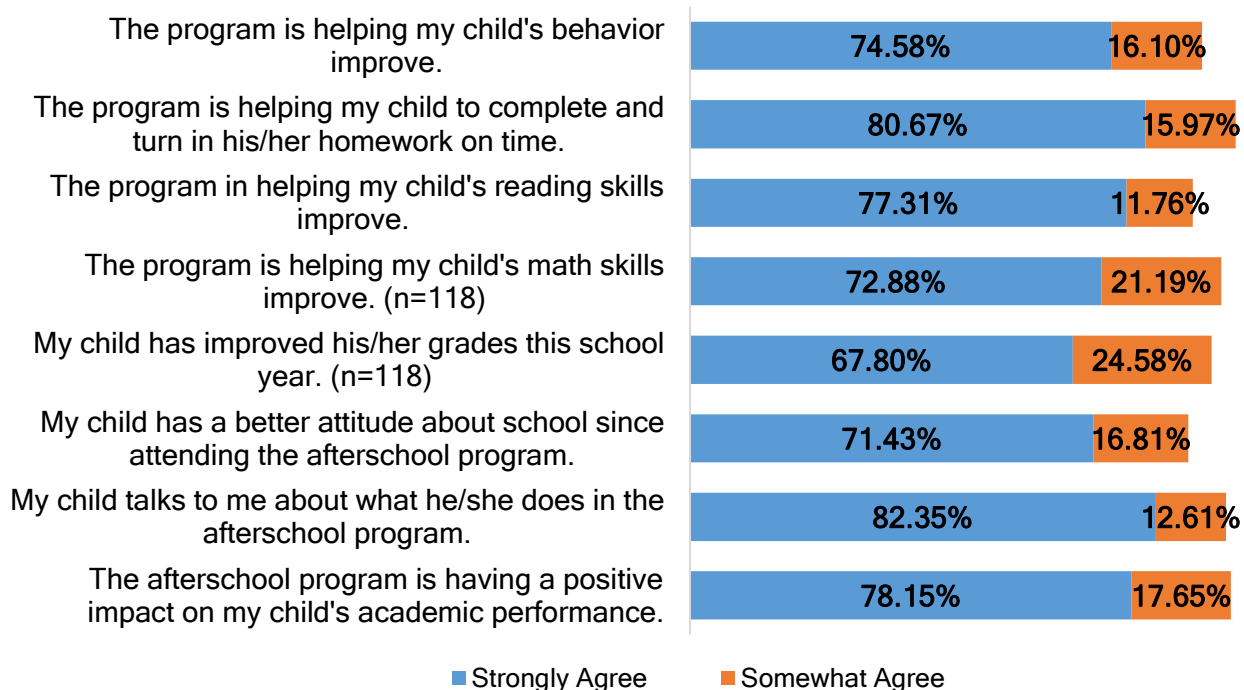 The program is helping my child's behavior
improve.
74.58%
16.10%
The program is helping my child to complete and
turn in his/her homework on time.
80.67%
15.97%
The program in helping my child's reading skills
improve.
77.31%
11.76%
The program is helping my child's math skills
improve. (n=118)
72.88%
21.19%
My child has improved his/her grades this school
year. (n=118)
67.80%
24.58%
My child has a better attitude about school since
attending the afterschool program.
71.43%
16.81%
My child talks to me about what he/she does in the
afterschool program.
82.35%
12.61%
The afterschool program is having a positive
impact on my child's academic performance.
78.15%
17.65%
Strongly Agree
Somewhat Agree